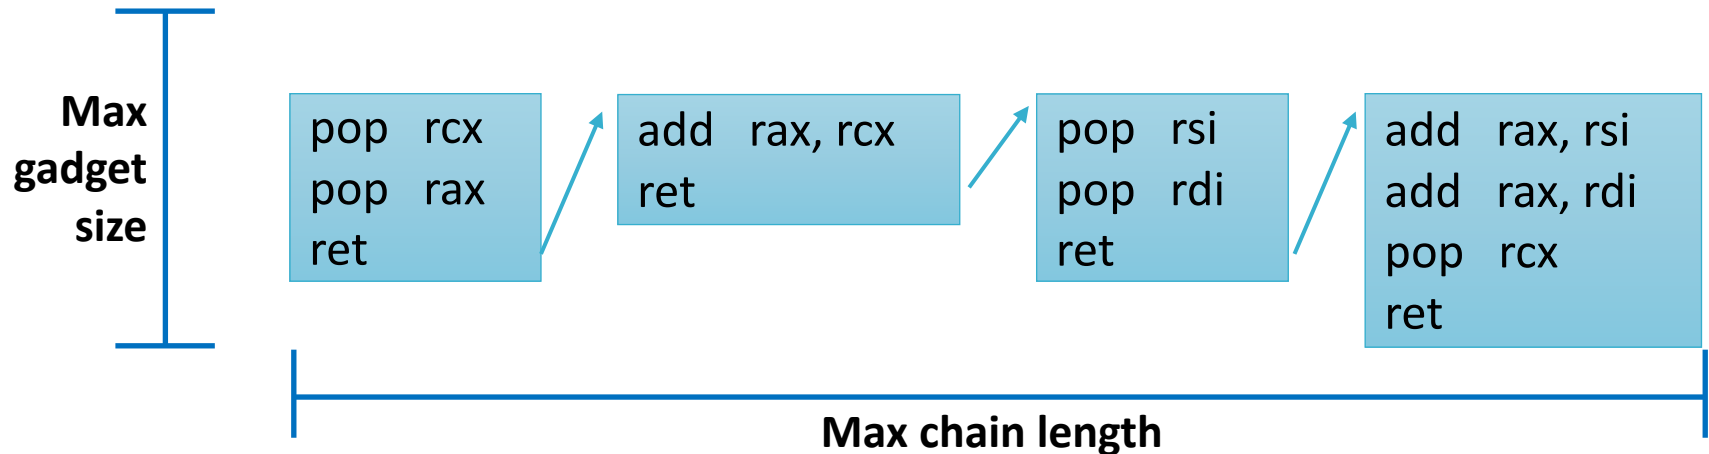 Max
gadget
size
pop rcx
pop rax
ret
add rax, rcx
ret
pop rsi
pop rdi
ret
add rax, rsi
add rax, rdi
pop rcx
ret
Max chain length